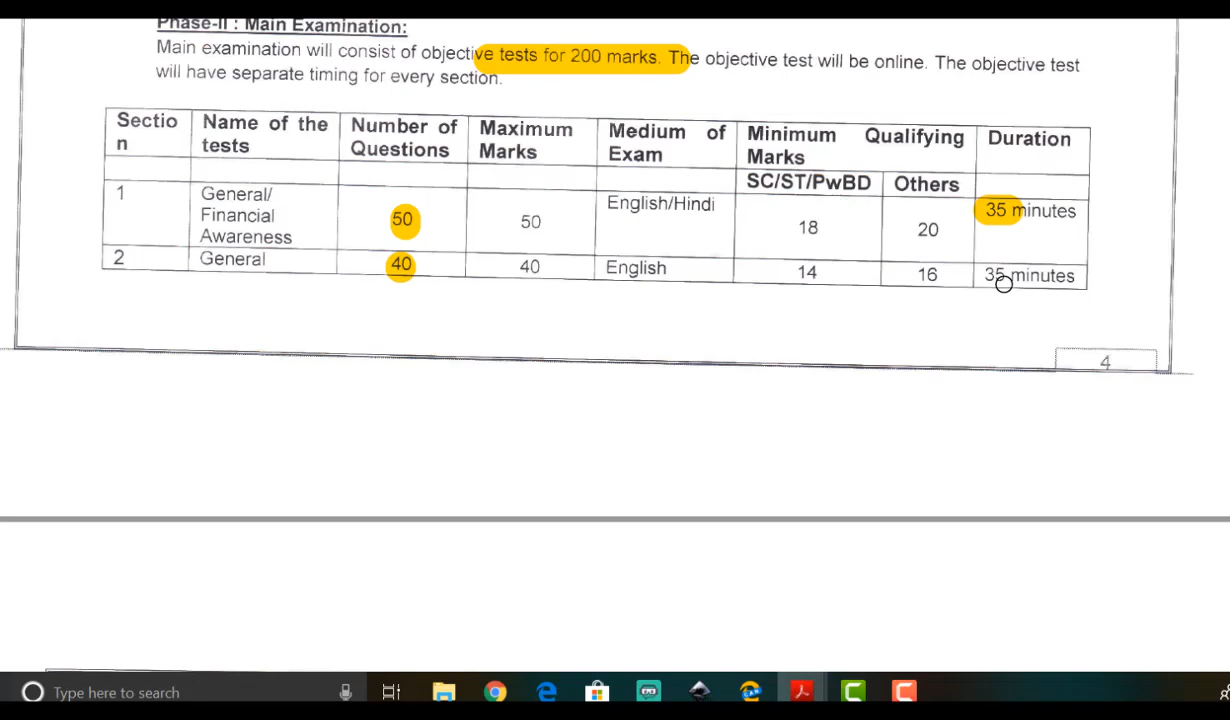 Phase-II : Main Examination:
Main examination will consist of objective tests for 200 marks. The objective test will be online. The objective test
will have separate timing for every section.
Sectio Name of the Number of Maximum Medium of Minimum Qualifying Duration
n tests Questions Marks Exam Marks
SC/ST/PwBD Others
1 General/ 50 50 English/Hindi 18 20 35 minutes
Financial
Awareness
2 General 40 40 English 14 16 35 minutes
4
Type here to search